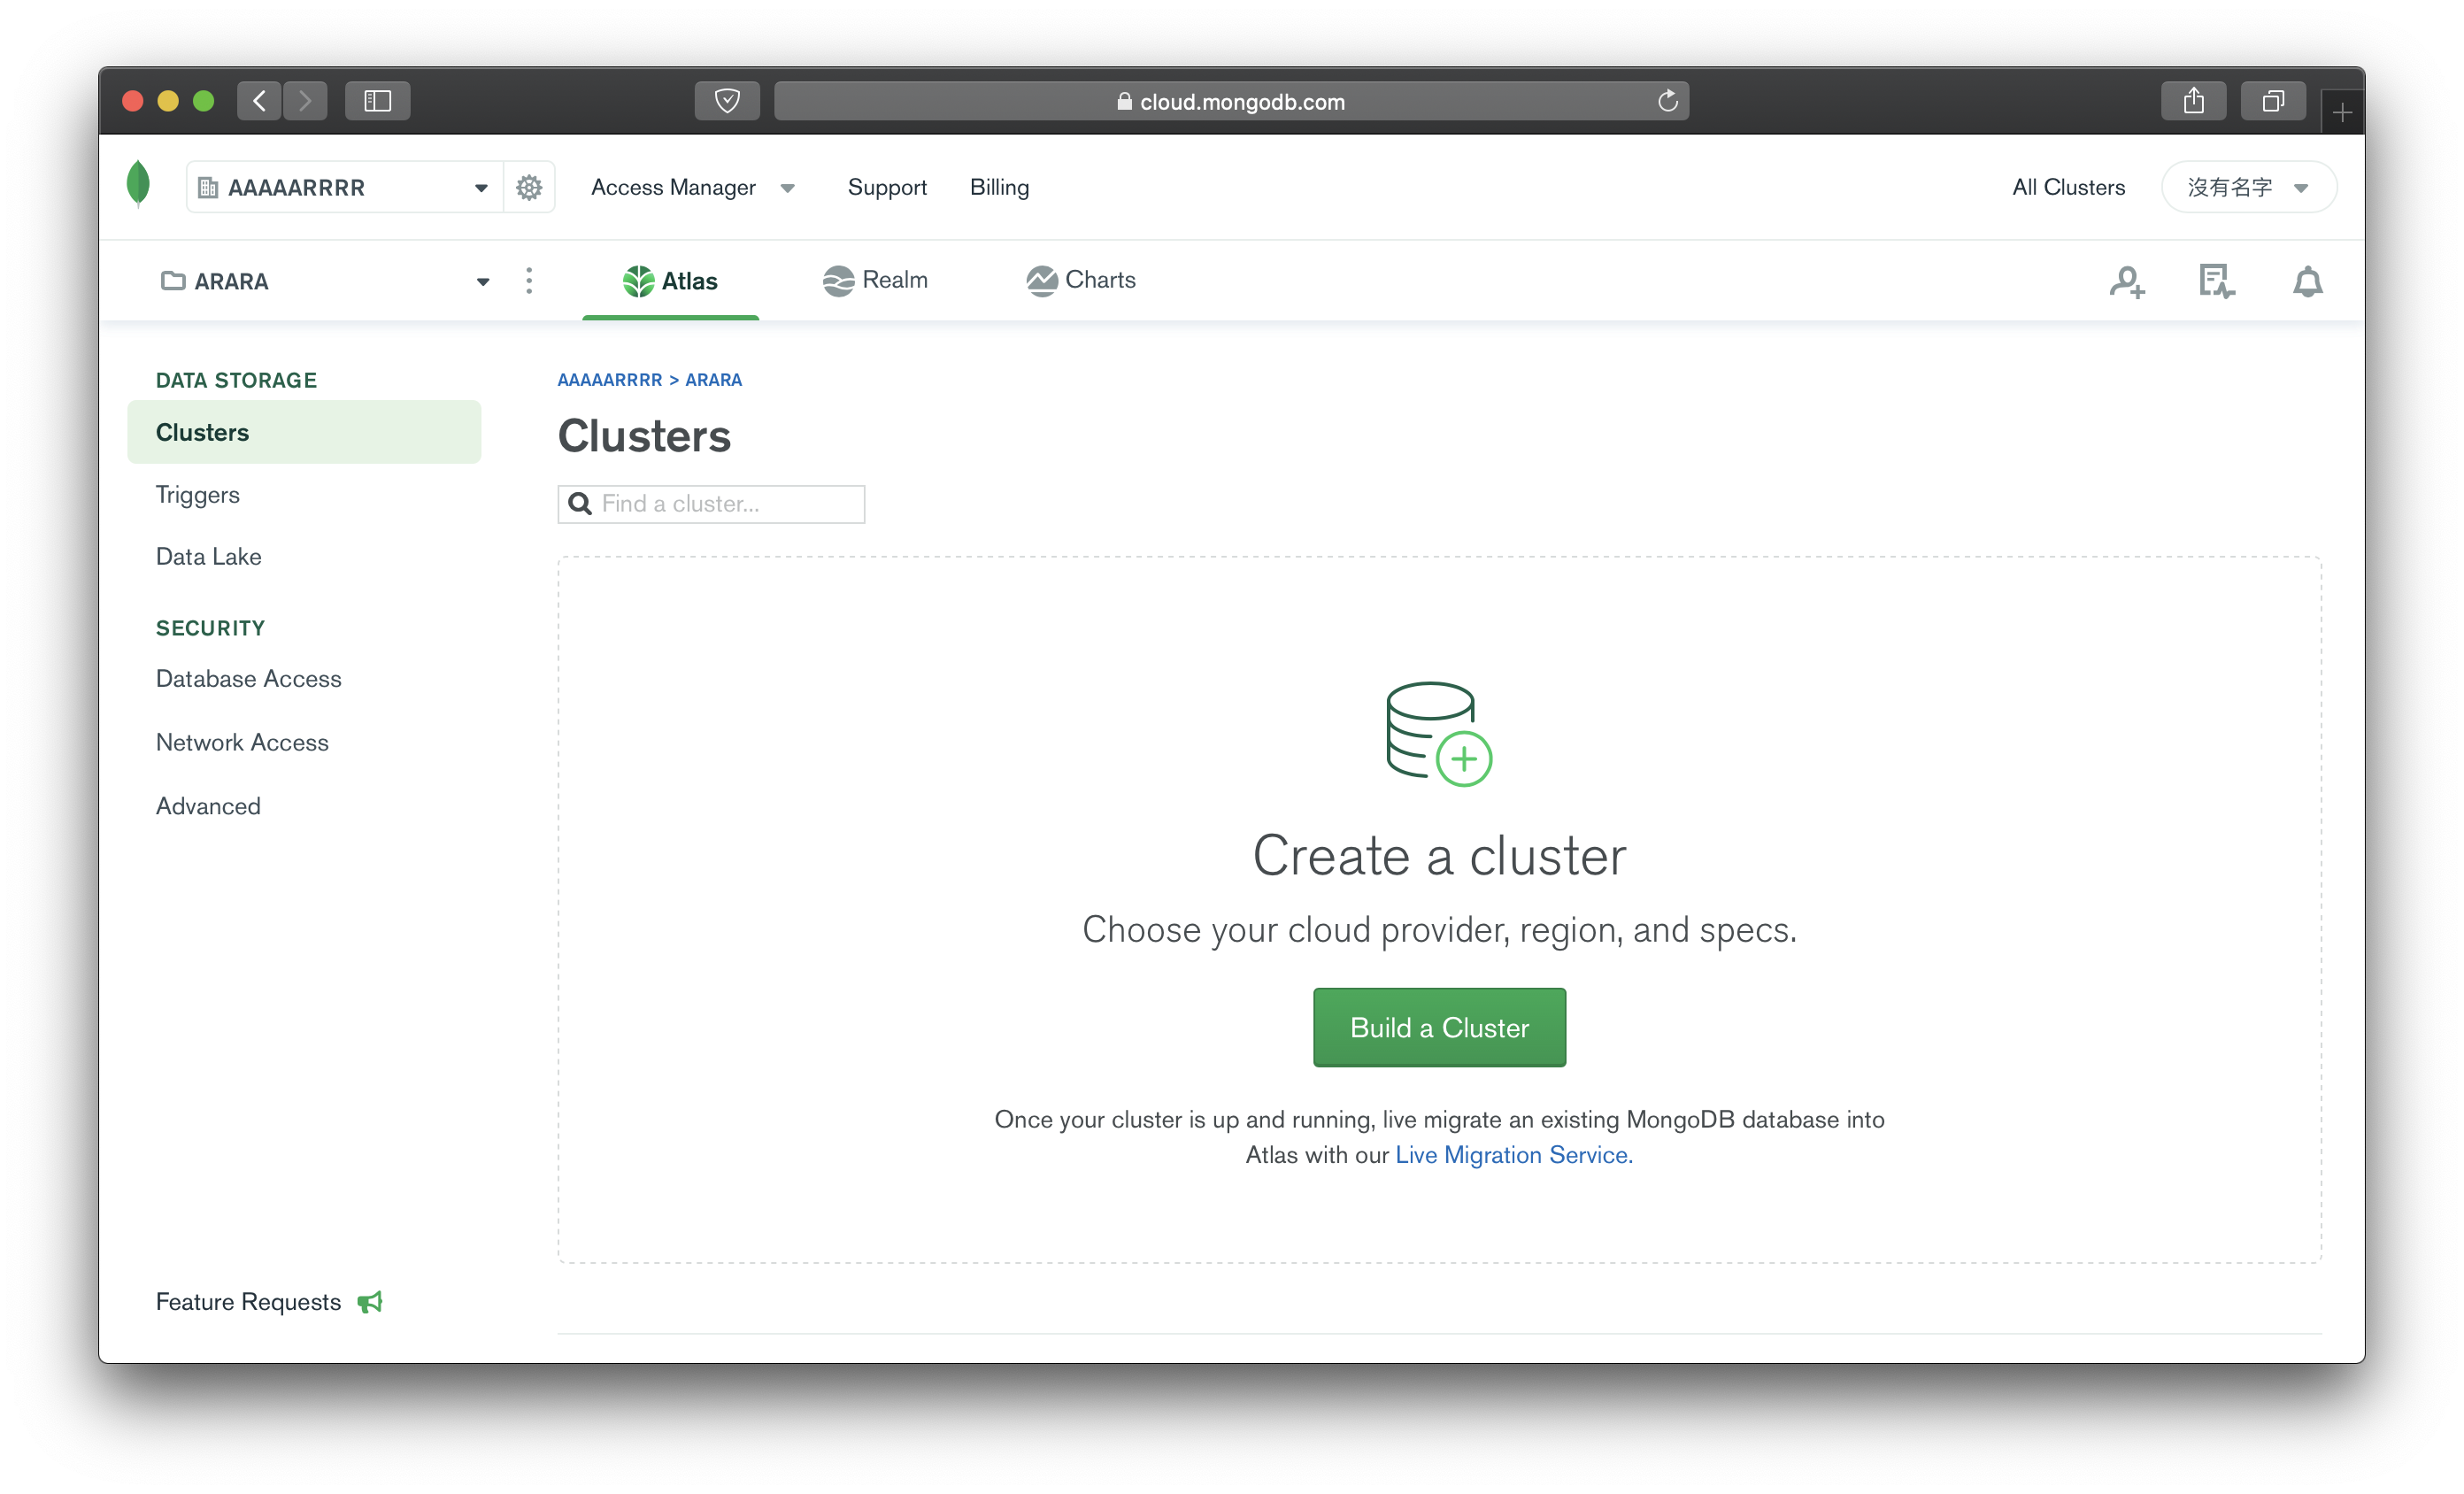 cloud.mongodb.com
AAAAARRRR
Access Manager
Support
Billing
All Clusters
沒有名字
ARARA
Atlas
Realm
Charts
DATA STORAGE
Clusters
Triggers
Data Lake
SECURITY
Database Access
Network Access
Advanced
Feature Requests
AAAAARRRR > ARARA
Clusters
Find a cluster...
Create a cluster
Choose your cloud provider, region, and specs.
Build a Cluster
Once your cluster is up and running, live migrate an existing MongoDB database into
Atlas with our Live Migration Service.